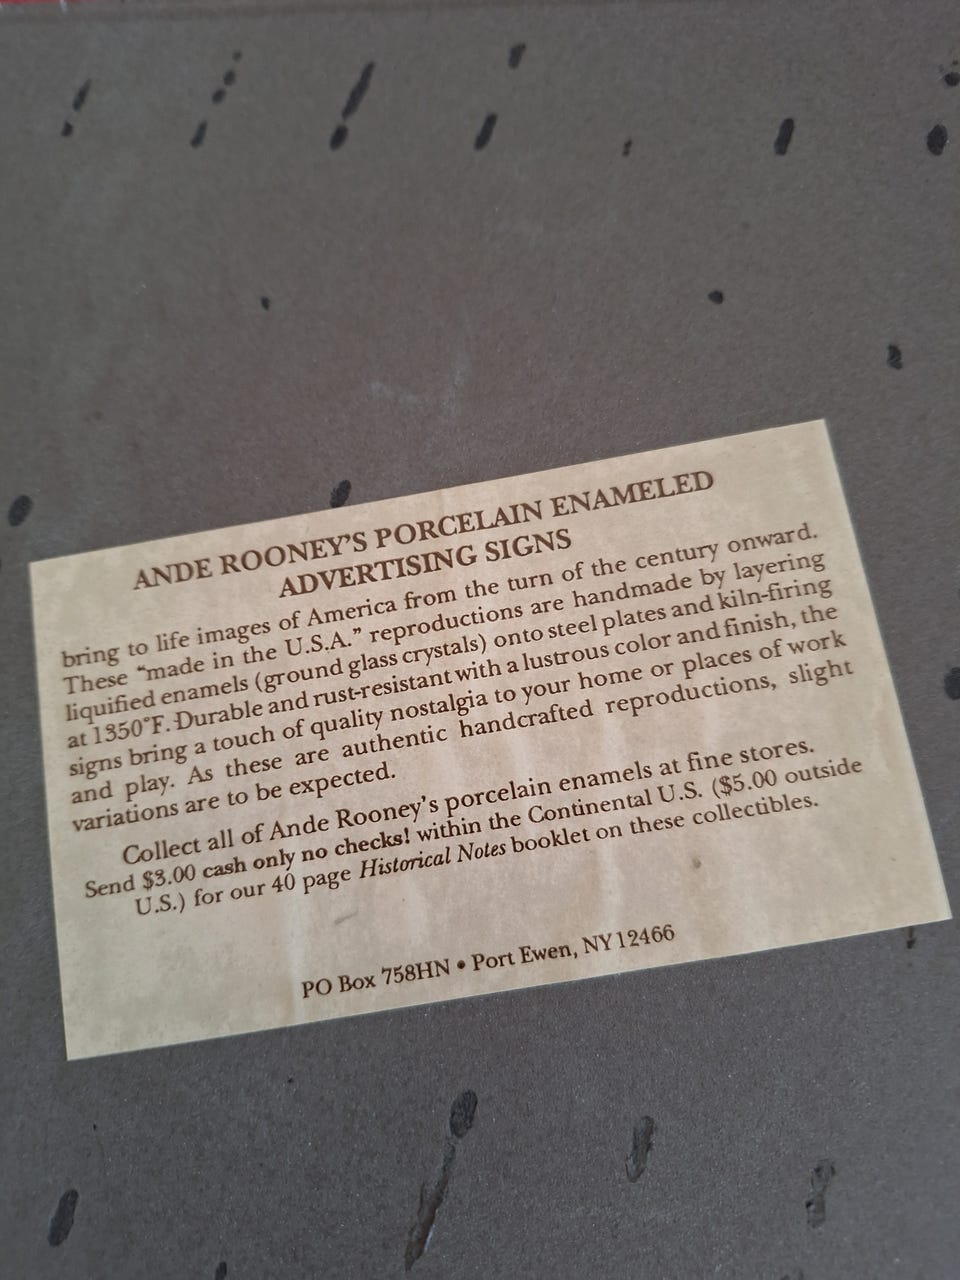 ANDE ROONEY'S PORCELAIN ENAMELED
ADVERTISING SIGNS
bring to life images of America from the turn of the century onward.
These "made in the U.S.A." reproductions are handmade by layering
liquified enamels (ground glass crystals) onto steel plates and kiln-firing
at 1350°F. Durable and rust-resistant with a lustrous color and finish, the
signs bring a touch of quality nostalgia to your home or places of work
and play. As these are authentic handcrafted reproductions, slight
variations are to be expected.
Collect all of Ande Rooney's porcelain enamels at fine stores.
Send $3.00 cash only no checks! within the Continental U.S. ($5.00 outside
U.S.) for our 40 page Historical Notes booklet on these collectibles.
PO Box 758HN • Port Ewen, NY 12466